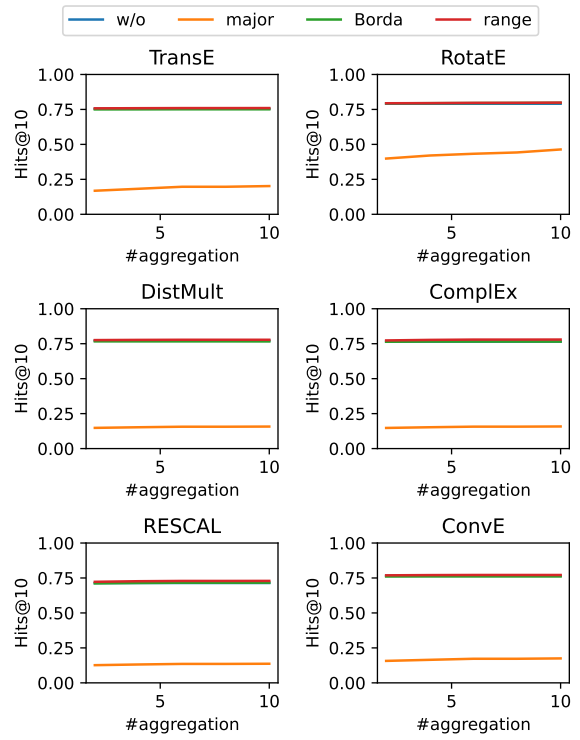 w/o major Borda range
TransE RotatE
1.00 1.00
0.75 0.75
0.50 0.50
0.25 0.25
0.00 0.00
Hits@10 Hits@10
5 10 5 10
#aggregation #aggregation
DistMult ComplEx
1.00 1.00
0.75 0.75
0.50 0.50
0.25 0.25
0.00 0.00
Hits@10 Hits@10
5 10 5 10
#aggregation #aggregation
RESCAL ConvE
1.00 1.00
0.75 0.75
0.50 0.50
0.25 0.25
0.00 0.00
Hits@10 Hits@10
5 10 5 10
#aggregation #aggregation